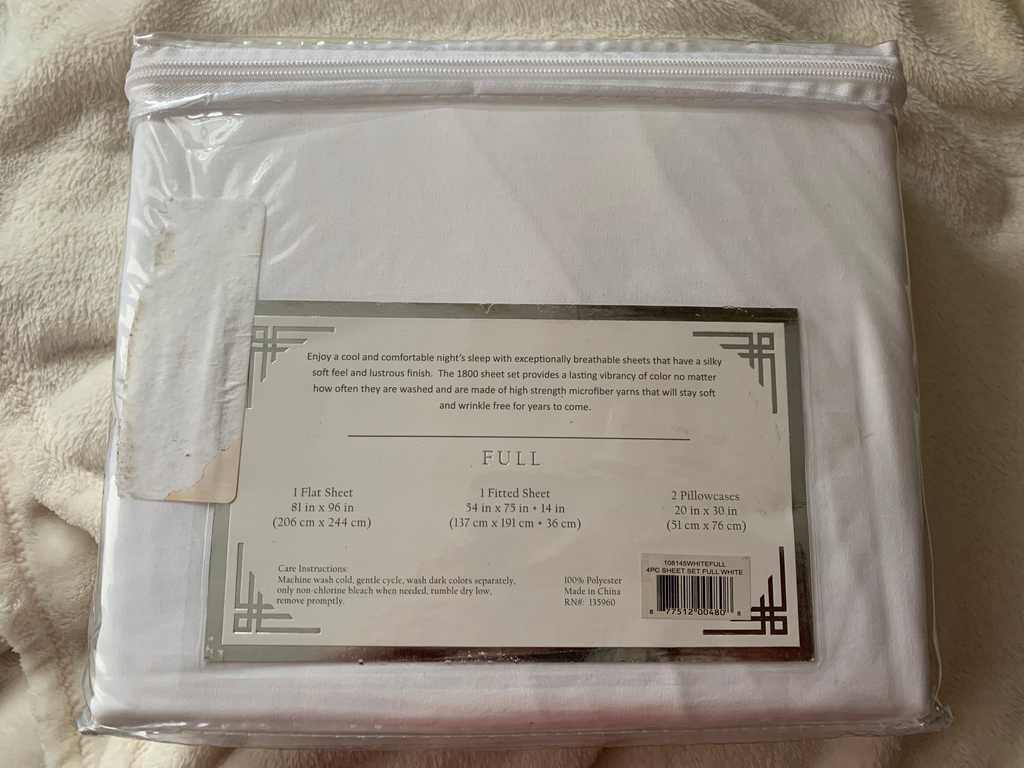 Enjoy a cool and comfortable night's sleep with exceptionally breathable sheets that have a silky
soft feel and lustrous finish. The 1800 sheet set provides a lasting vibrancy of color no matter
how often they are washed and are made of high strength microfiber yarns that will stay soft
and wrinkle free for years to come.
FULL
1 Flat Sheet
81 in x 96 in
(206 cm x 244 cm)
1 Fitted Sheet
54 in x 75 in + 14 in
(137 cm x 191 cm + 36 cm)
2 Pillowcases
20 in x 30 in
(51 cm x 76 cm)
Care Instructions:
Machine wash cold, gentle cycle, wash dark colors separately,
only non-chlorine bleach when needed, tumble dry low,
remove promptly.
100% Polyester
Made in China
RN#: 135960
108145WHITEFULL
4PC SHEET SET FULL WHITE
8 77512 00480 8